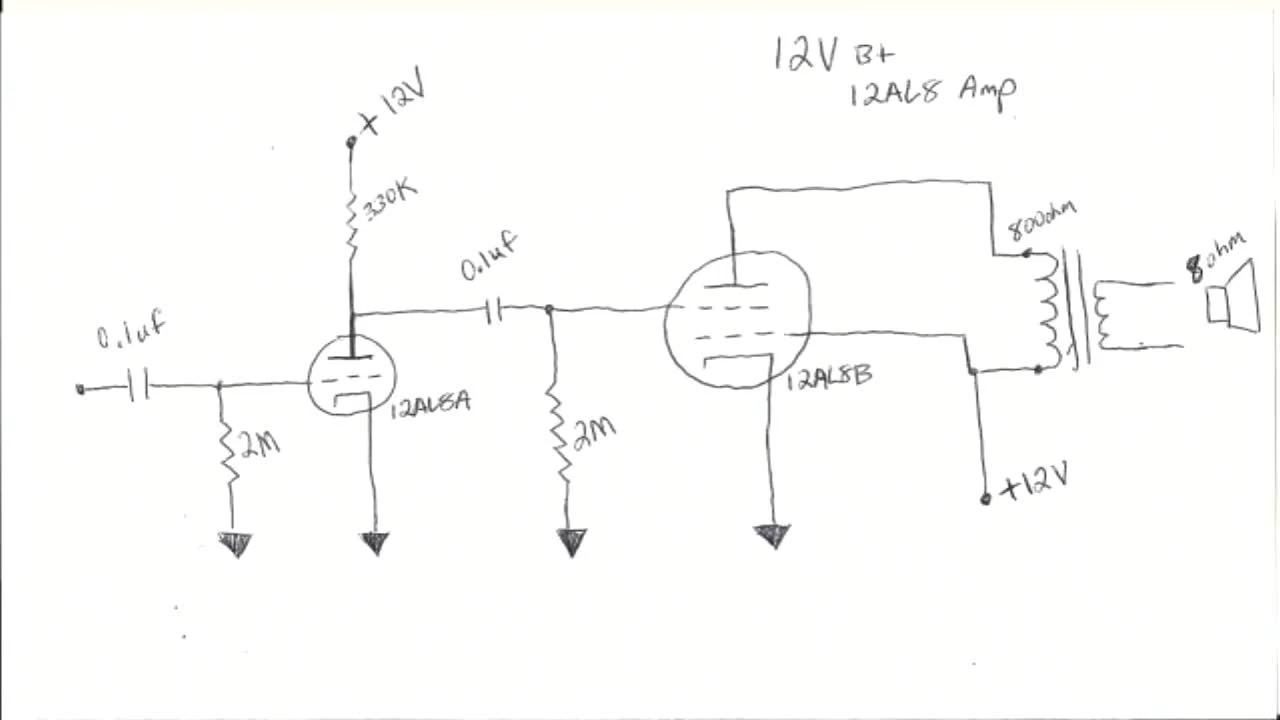 12V B+
12AL8 Amp
+12V
330K
0.1uf
0.1uf
800ohm
8ohm
12AL8A
12AL8B
2M
2M
+12V